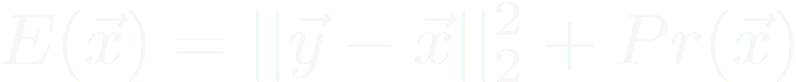 $E(\vec{x}) = ||\vec{y} - \vec{x}||_2^2 + Pr(\vec{x})$